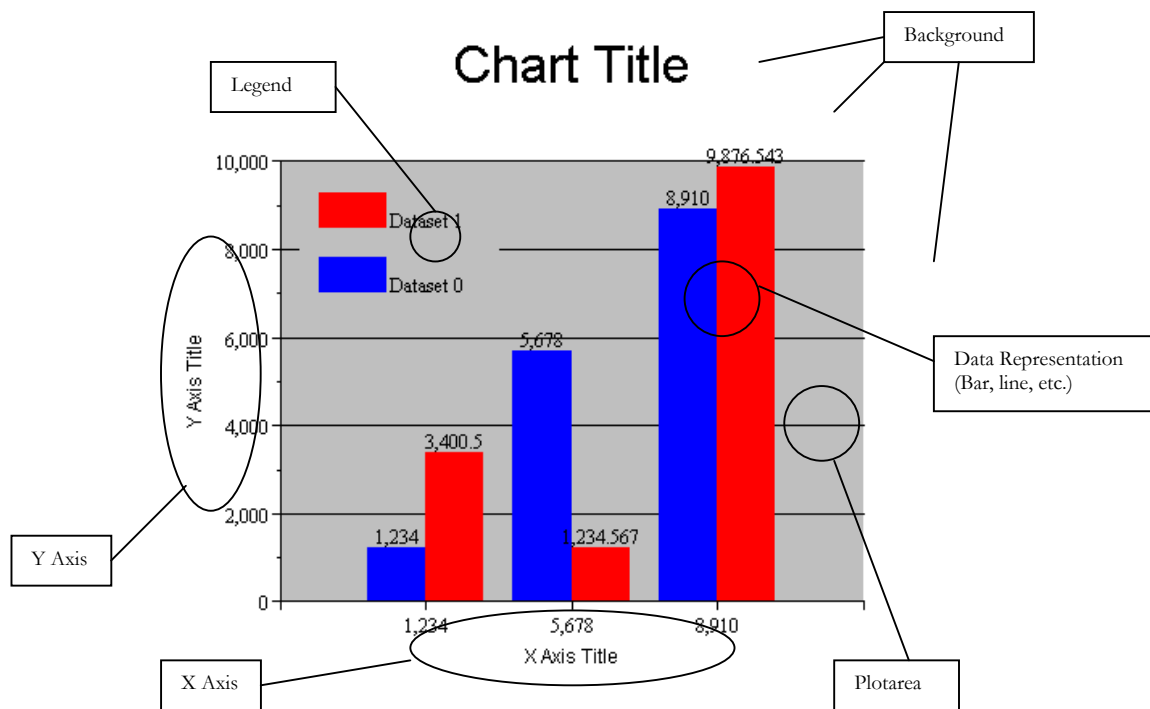 Background
Chart Title
Legend
10,000
9,876.543
8,910
Dataset 1
8,000
Dataset 0
6,000
5,678
Y Axis Title
Data Representation
(Bar, line, etc.)
4,000
3,400.5
2,000
1,234
1,234.567
Y Axis
0
1,234
5,678
8,910
X Axis Title
X Axis
Plotarea